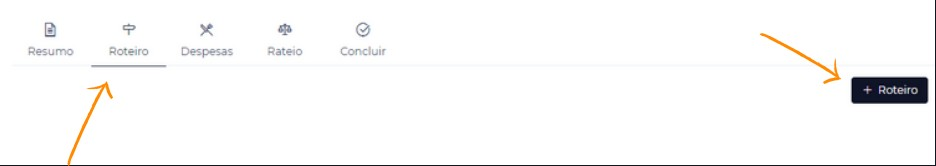 Resumo Roteiro Despesas Rateio Concluir
+ Roteiro